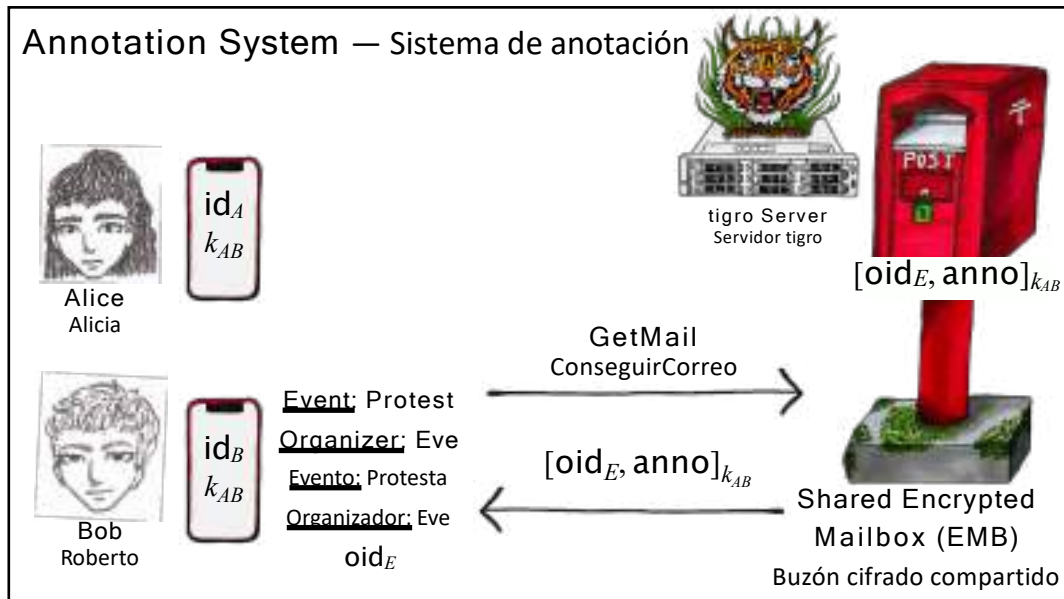 Annotation System — Sistema de anotación
POST
tigro Server
Servidor tigro
id_A
k_AB
Alice
Alicia
[oid_E, anno]_k_AB
GetMail
ConseguirCorreo
id_B
k_AB
Event: Protest
Organizer: Eve
Evento: Protesta
Organizador: Eve
oid_E
[oid_E, anno]_k_AB
Bob
Roberto
Shared Encrypted
Mailbox (EMB)
Buzón cifrado compartido